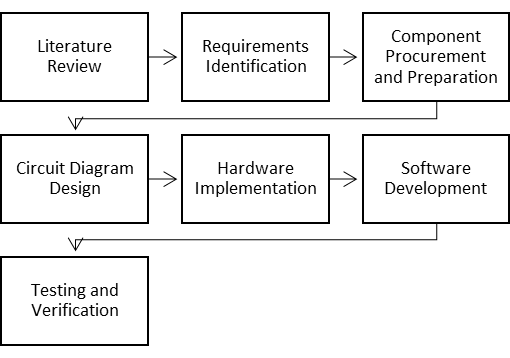 Literature
Review
Requirements
Identification
Component
Procurement
and Preparation
Circuit Diagram
Design
Hardware
Implementation
Software
Development
Testing and
Verification